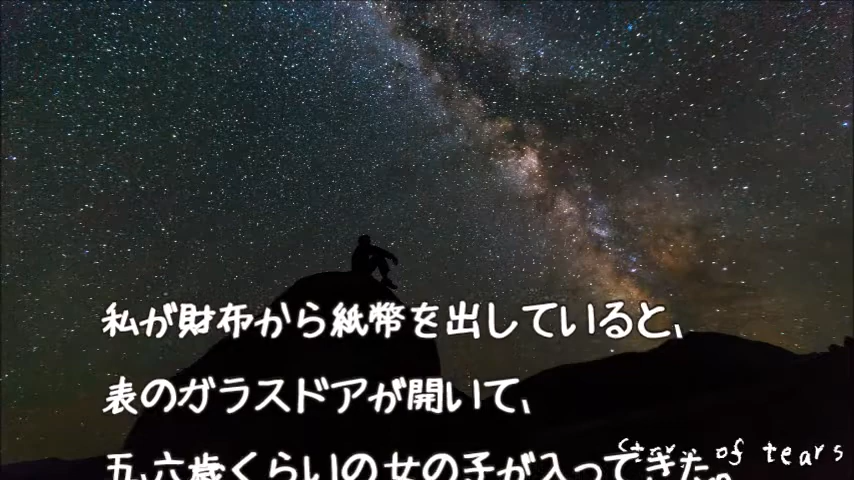 私が財布から紙幣を出していると、
表のガラスドアが開いて、
五、六歳くらいの女の子が入ってきた。
Story of tears